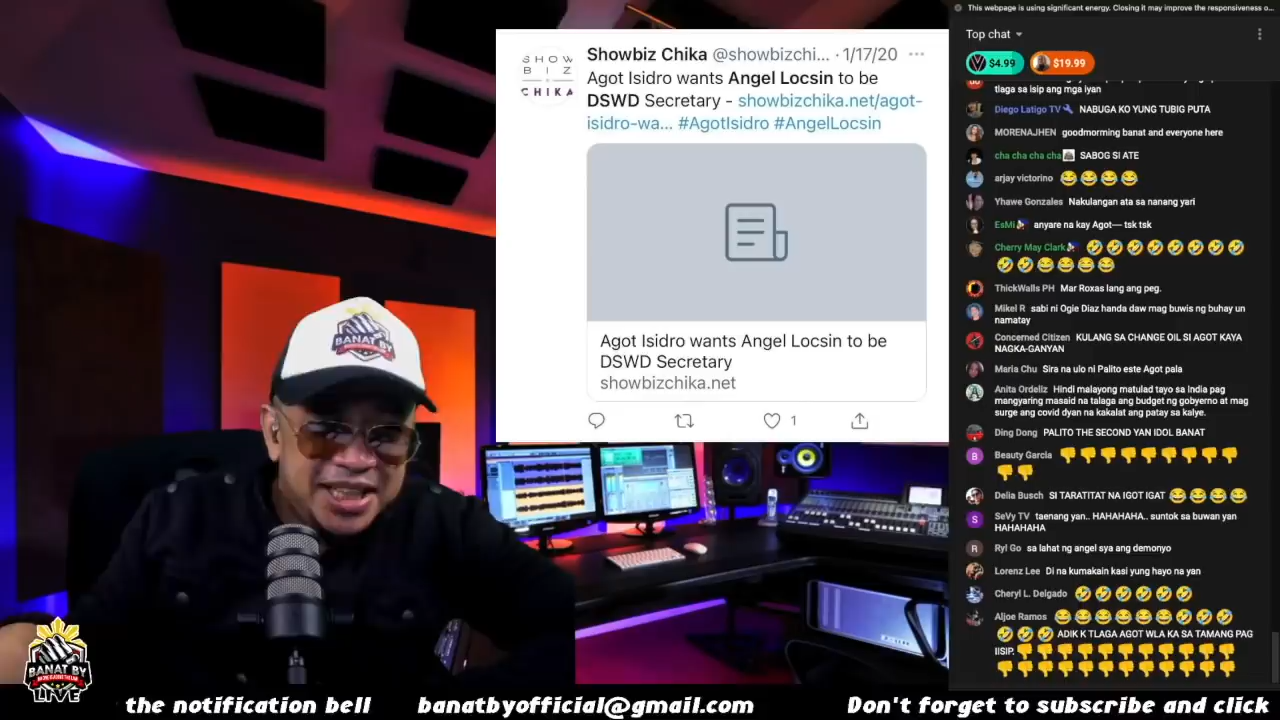 This webpage is using significant energy. Closing it may improve the responsiveness o...
Top chat
$4.99
$19.99
SHOW
BIZ
CHIKA
Showbiz Chika @showbizchi... · 1/17/20
Agot Isidro wants Angel Locsin to be
DSWD Secretary - showbizchika.net/agot-
isidro-wa... #AgotIsidro #AngelLocsin
Agot Isidro wants Angel Locsin to be
DSWD Secretary
showbizchika.net
1
tlaga sa isip ang mga iyan
Diego Latigo TV NABUGA KO YUNG TUBIG PUTA
MORENAJHEN goodmorning banat and everyone here
cha cha cha cha SABOG SI ATE
arjay victorino 😂😂😂😂
Yhawe Gonzales Nakulangan ata sa nanang yari
EsMi anyare na kay Agot— tsk tsk
Cherry May Clark 🤣🤣🤣🤣🤣🤣🤣🤣
🤣🤣😂😂😂😂
ThickWalls PH Mar Roxas lang ang peg.
Mikel R sabi ni Ogie Diaz handa daw mag buwis ng buhay un
namatay
Concerned Citizen KULANG SA CHANGE OIL SI AGOT KAYA
NAGKA-GANYAN
Maria Chu Sira na ulo ni Palito este Agot pala
Anita Ordeliz Hindi malayong matulad tayo sa India pag
mangyaring masaid na talaga ang budget ng gobyerno at mag
surge ang covid dyan na kakalat ang patay sa kalye.
Ding Dong PALITO THE SECOND YAN IDOL BANAT
B
Beauty Garcia 👎👎👎👎👎👎👎👎👎
👎👎
Delia Busch SI TARATITAT NA IGOT IGAT 😂😂😂😂
S
SeVy TV taenang yan.. HAHAHAHA.. suntok sa buwan yan
HAHAHAHA
R
Ryl Go sa lahat ng angel sya ang demonyo
Lorenz Lee Di na kumakain kasi yung hayo na yan
Cheryl L. Delgado 🤣🤣🤣🤣🤣🤣
Aljoe Ramos 😂😂😂😂😂😂🤣🤣🤣
🤣🤣🤣 ADIK K TLAGA AGOT WLA KA SA TAMANG PAG
IISIP. 👎👎👎👎👎👎👎👎👎👎👎
👎👎👎👎👎👎👎👎👎👎👎👎
BANAT BY
BANAT BY
LIVE
the notification bell banatbyofficial@gmail.com Don't forget to subscribe and click